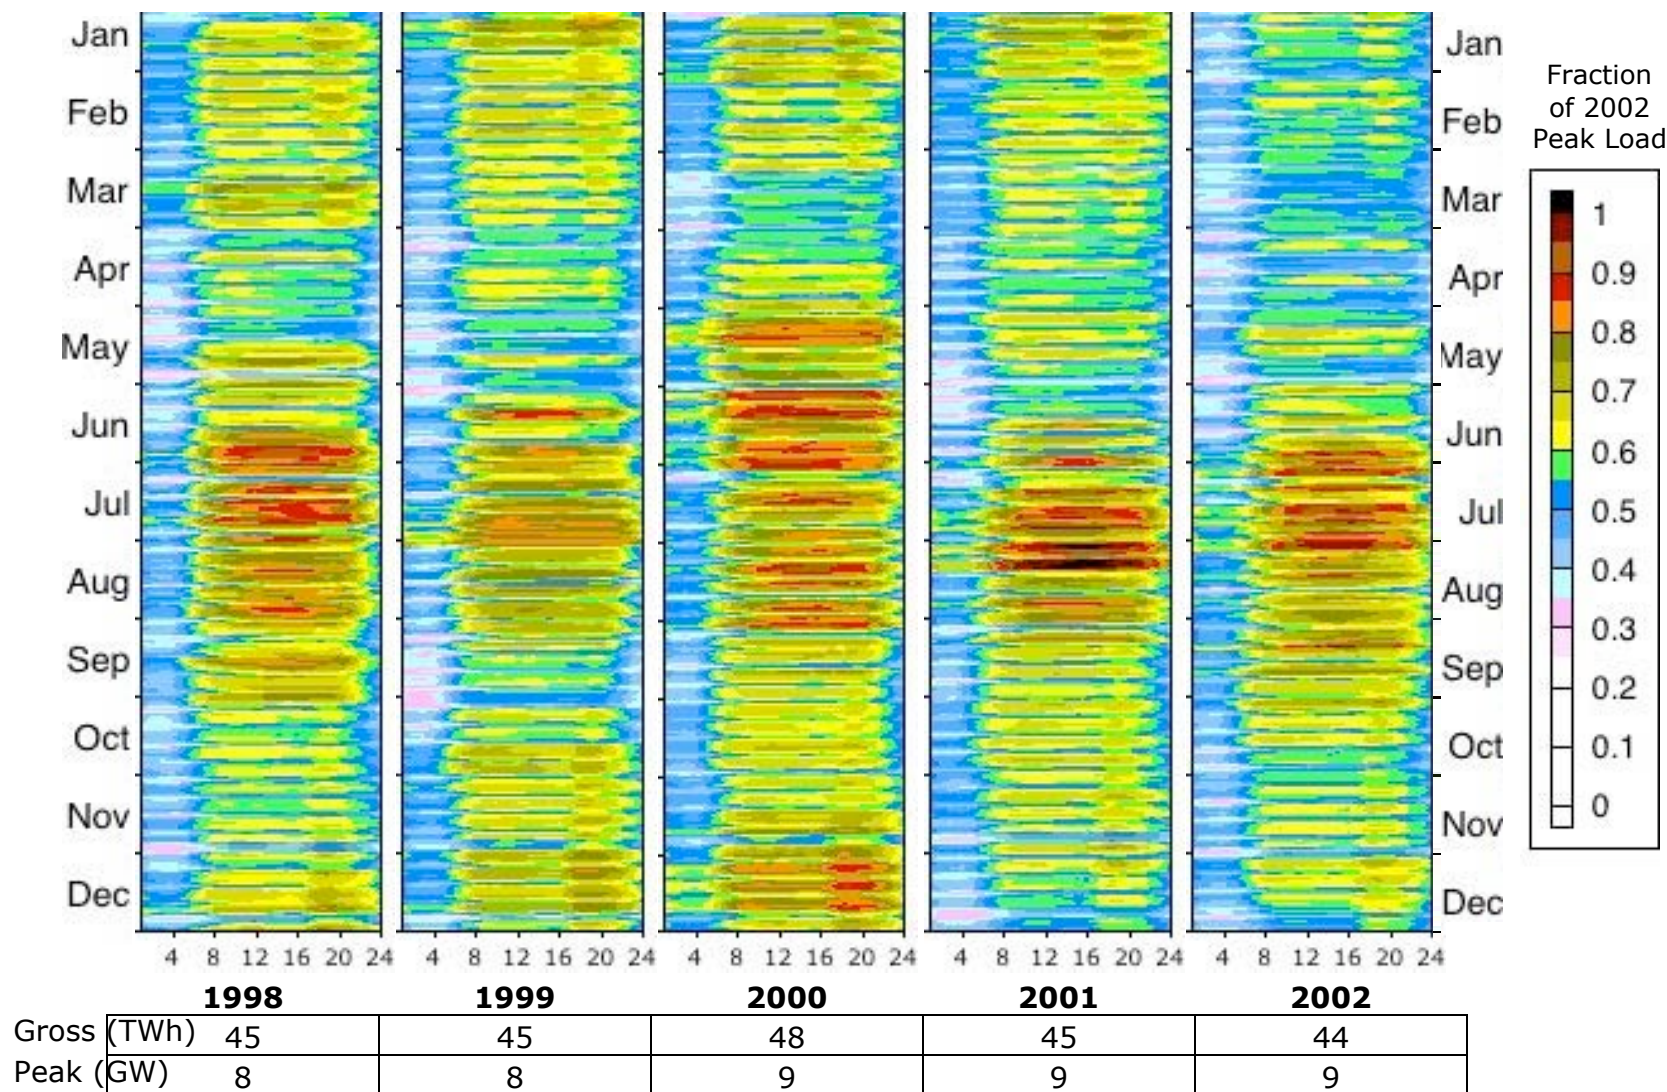 Jan
Feb
Mar
Apr
May
Jun
Jul
Aug
Sep
Oct
Nov
Dec
Jan
Feb
Mar
Apr
May
Jun
Jul
Aug
Sep
Oct
Nov
Dec
Fraction
of 2002
Peak Load
1
0.9
0.8
0.7
0.6
0.5
0.4
0.3
0.2
0.1
0
4 8 12 16 20 24 4 8 12 16 20 24 4 8 12 16 20 24 4 8 12 16 20 24 4 8 12 16 20 24
1998 1999 2000 2001 2002
Gross (TWh) 45 45 48 45 44
Peak (GW) 8 8 9 9 9